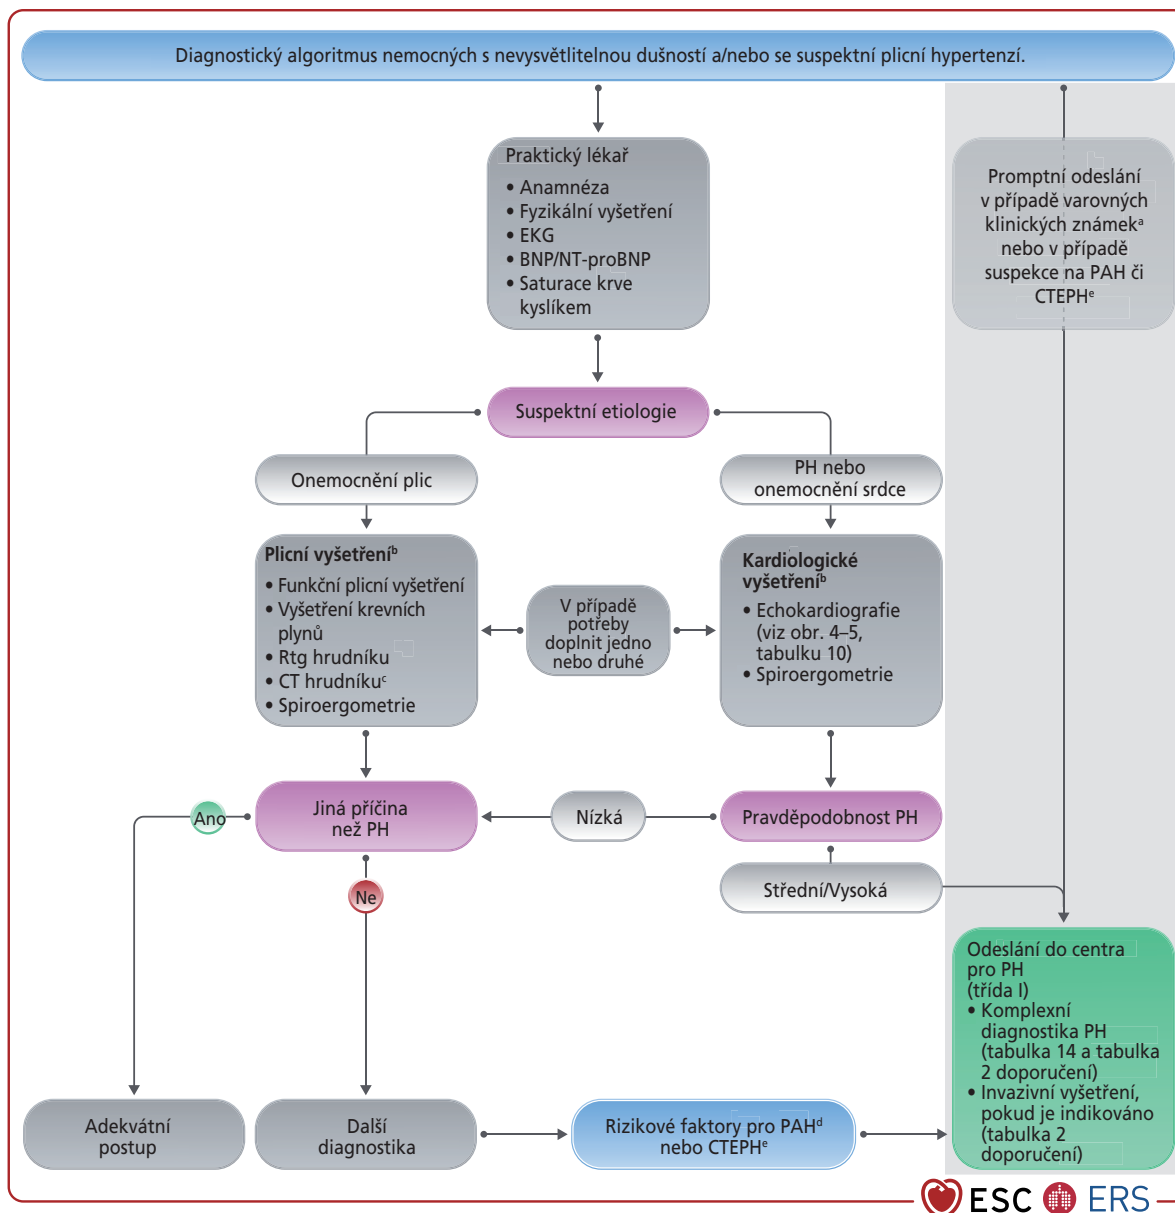 Diagnostický algoritmus nemocných s nevysvětlitelnou dušností a/nebo se suspektní plicní hypertenzí.
Praktický lékař
• Anamnéza
• Fyzikální vyšetření
• EKG
• BNP/NT-proBNP
• Saturace krve
kyslíkem
Promptní odeslání
v případě varovných
klinických známekᵃ
nebo v případě
suspekce na PAH či
CTEPHᵉ
Suspektní etiologie
Onemocnění plic
PH nebo
onemocnění srdce
Plicní vyšetřeníᵇ
• Funkční plicní vyšetření
• Vyšetření krevních
plynů
• Rtg hrudníku
• CT hrudníkuᶜ
• Spiroergometrie
V případě
potřeby
doplnit jedno
nebo druhé
Kardiologické
vyšetřeníᵇ
• Echokardiografie
(viz obr. 4–5,
tabulku 10)
• Spiroergometrie
Ano
Jiná příčina
než PH
Nízká
Pravděpodobnost PH
Ne
Střední/Vysoká
Odeslání do centra
pro PH
(třída I)
• Komplexní
diagnostika PH
(tabulka 14 a tabulka
2 doporučení)
• Invazivní vyšetření,
pokud je indikováno
(tabulka 2
doporučení)
Adekvátní
postup
Další
diagnostika
Rizikové faktory pro PAHᵈ
nebo CTEPHᵉ
ESC ERS